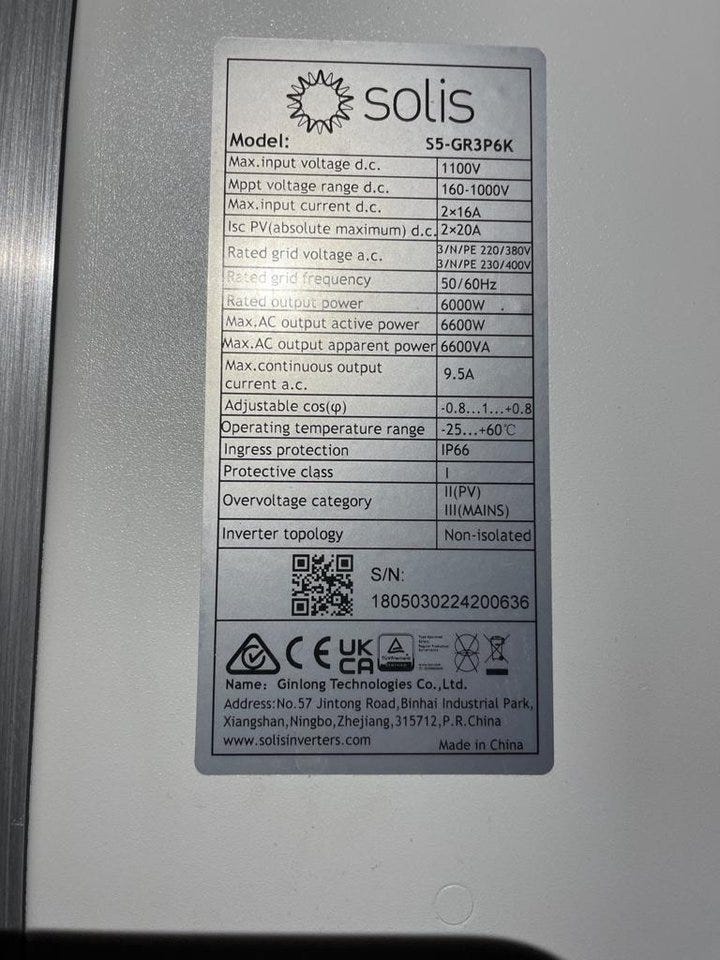 solis
Model: S5-GR3P6K
Max.input voltage d.c. 1100V
Mppt voltage range d.c. 160-1000V
Max.input current d.c. 2×16A
Isc PV(absolute maximum) d.c. 2×20A
Rated grid voltage a.c. 3/N/PE 220/380V
3/N/PE 230/400V
Rated grid frequency 50/60Hz
Rated output power 6000W
Max.AC output active power 6600W
Max.AC output apparent power 6600VA
Max.continuous output
current a.c. 9.5A
Adjustable cos(φ) -0.8...1...+0.8
Operating temperature range -25...+60℃
Ingress protection IP66
Protective class I
Overvoltage category II(PV)
III(MAINS)
Inverter topology Non-isolated
S/N:
1805030224200636
CE UK
CA
Name: Ginlong Technologies Co.,Ltd.
Address:No.57 Jintong Road,Binhai Industrial Park,
Xiangshan,Ningbo,Zhejiang,315712,P.R.China
www.solisinverters.com Made in China